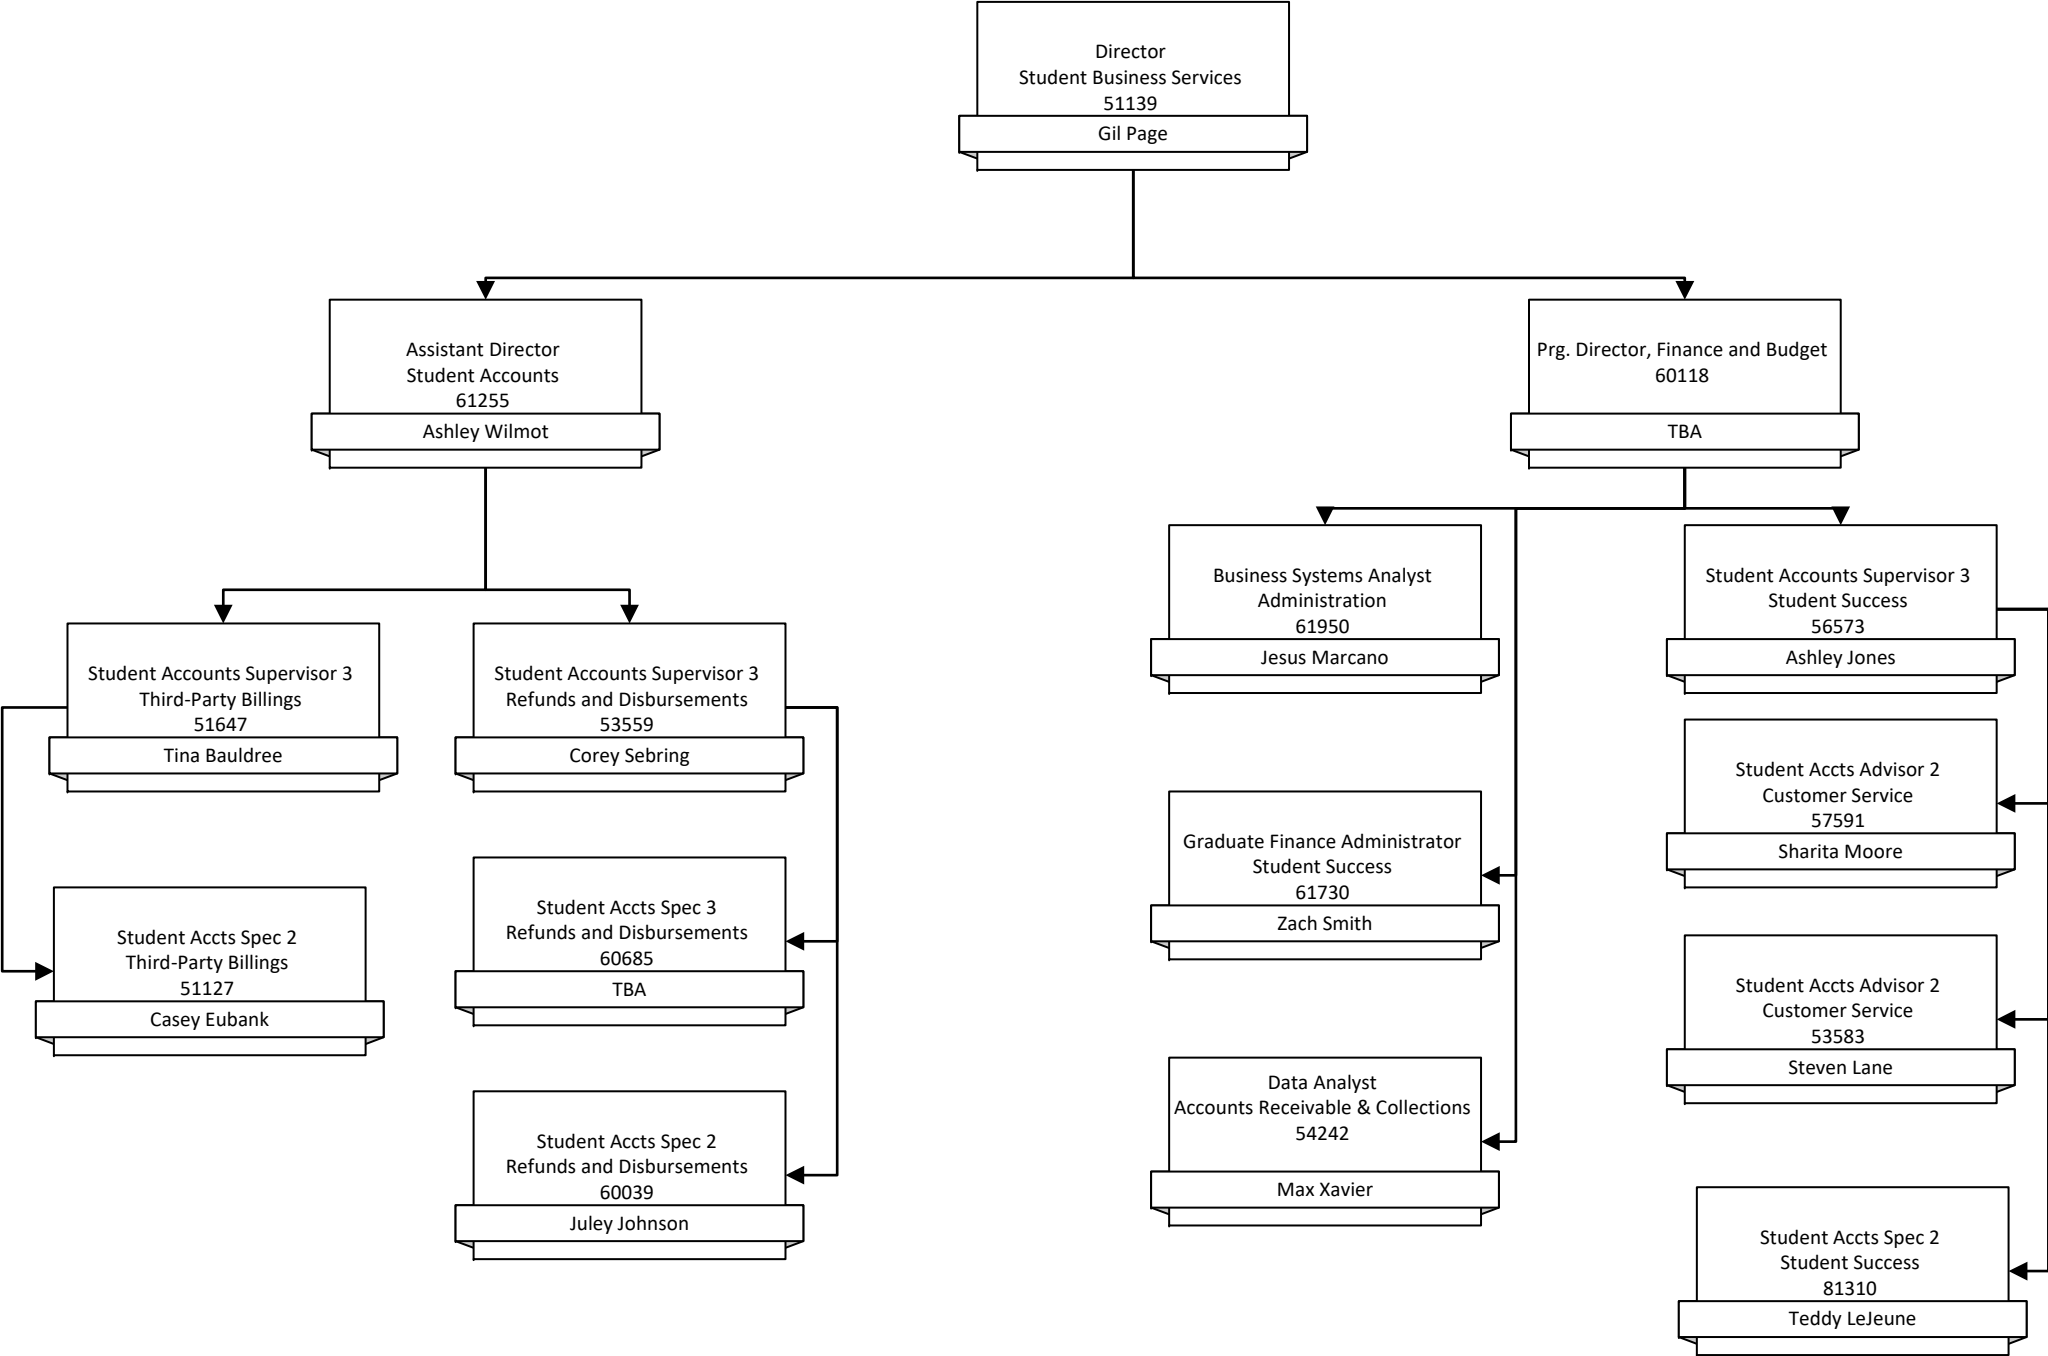 Director
Student Business Services
51139
Gil Page
Assistant Director
Student Accounts
61255
Ashley Wilmot
Prg. Director, Finance and Budget
60118
TBA
Student Accounts Supervisor 3
Third-Party Billings
51647
Tina Bauldree
Student Accts Spec 2
Third-Party Billings
51127
Casey Eubank
Student Accounts Supervisor 3
Refunds and Disbursements
53559
Corey Sebring
Student Accts Spec 3
Refunds and Disbursements
60685
TBA
Student Accts Spec 2
Refunds and Disbursements
60039
Juley Johnson
Business Systems Analyst
Administration
61950
Jesus Marcano
Graduate Finance Administrator
Student Success
61730
Zach Smith
Data Analyst
Accounts Receivable & Collections
54242
Max Xavier
Student Accounts Supervisor 3
Student Success
56573
Ashley Jones
Student Accts Advisor 2
Customer Service
57591
Sharita Moore
Student Accts Advisor 2
Customer Service
53583
Steven Lane
Student Accts Spec 2
Student Success
81310
Teddy LeJeune